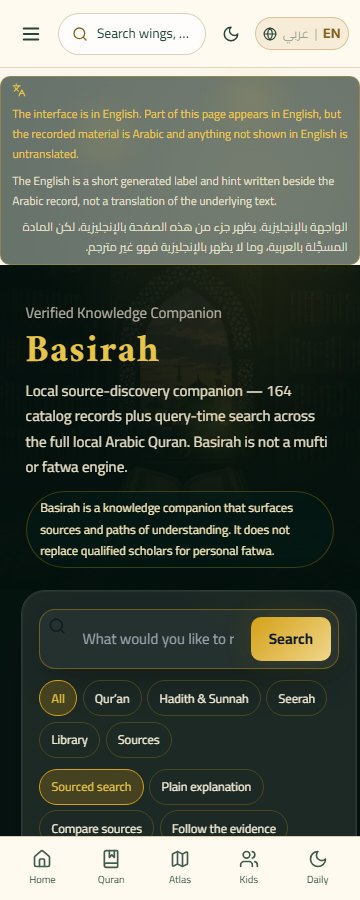 Search wings, ...
عربي | EN
The interface is in English. Part of this page appears in English, but
the recorded material is Arabic and anything not shown in English is
untranslated.
The English is a short generated label and hint written beside the
Arabic record, not a translation of the underlying text.
الواجهة بالإنجليزية. يظهر جزء من هذه الصفحة بالإنجليزية، لكن المادة
المسجّلة بالعربية، وما لا يظهر بالإنجليزية فهو غير مترجم.
Verified Knowledge Companion
Basirah
Local source-discovery companion — 164
catalog records plus query-time search across
the full local Arabic Quran. Basirah is not a mufti
or fatwa engine.
Basirah is a knowledge companion that surfaces
sources and paths of understanding. It does not
replace qualified scholars for personal fatwa.
What would you like to r
Search
All
Qur'an
Hadith & Sunnah
Seerah
Library
Sources
Sourced search
Plain explanation
Compare sources
Follow the evidence
Home
Quran
Atlas
Kids
Daily